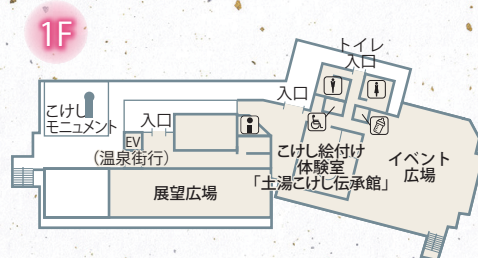 1F
トイレ
入口
こけし
モニュメント
入口
入口
EV
(温泉街行)
こけし絵付け
体験室
「土湯こけし伝承館」
イベント
広場
展望広場